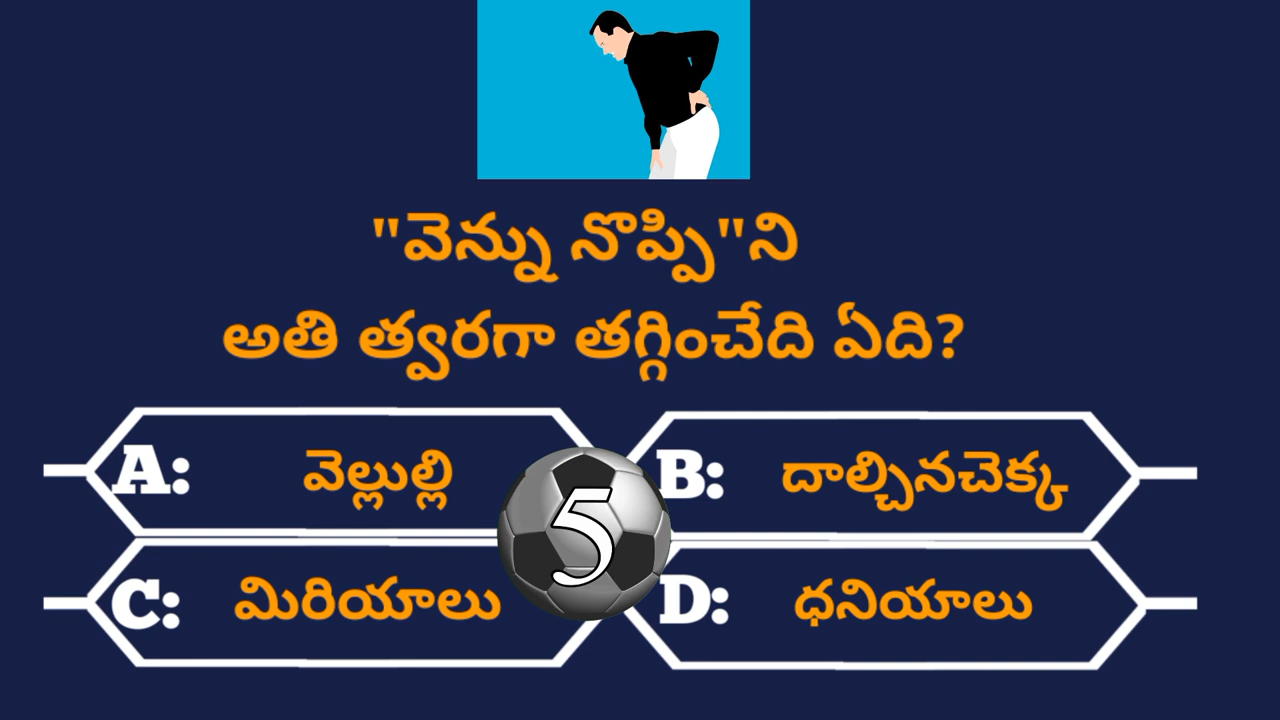 "వెన్ను నొప్పి"ని
అతి త్వరగా తగ్గించేది ఏది?
A: వెల్లుల్లి
B: దాల్చినచెక్క
5
C: మిరియాలు
D: ధనియాలు